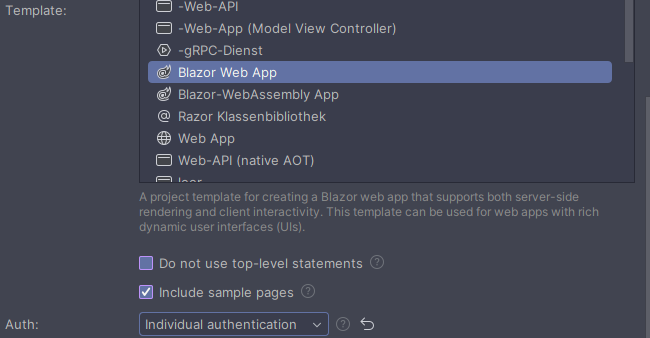 Template:
-Web-API
-Web-App (Model View Controller)
-gRPC-Dienst
Blazor Web App
Blazor-WebAssembly App
Razor Klassenbibliothek
Web App
Web-API (native AOT)
A project template for creating a Blazor web app that supports both server-side
rendering and client interactivity. This template can be used for web apps with rich
dynamic user interfaces (UIs).
Do not use top-level statements
Include sample pages
Auth:
Individual authentication